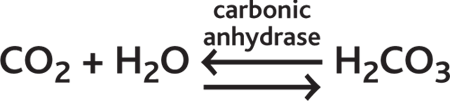 carbonic
anhydrase
CO₂ + H₂O ⇄ H₂CO₃